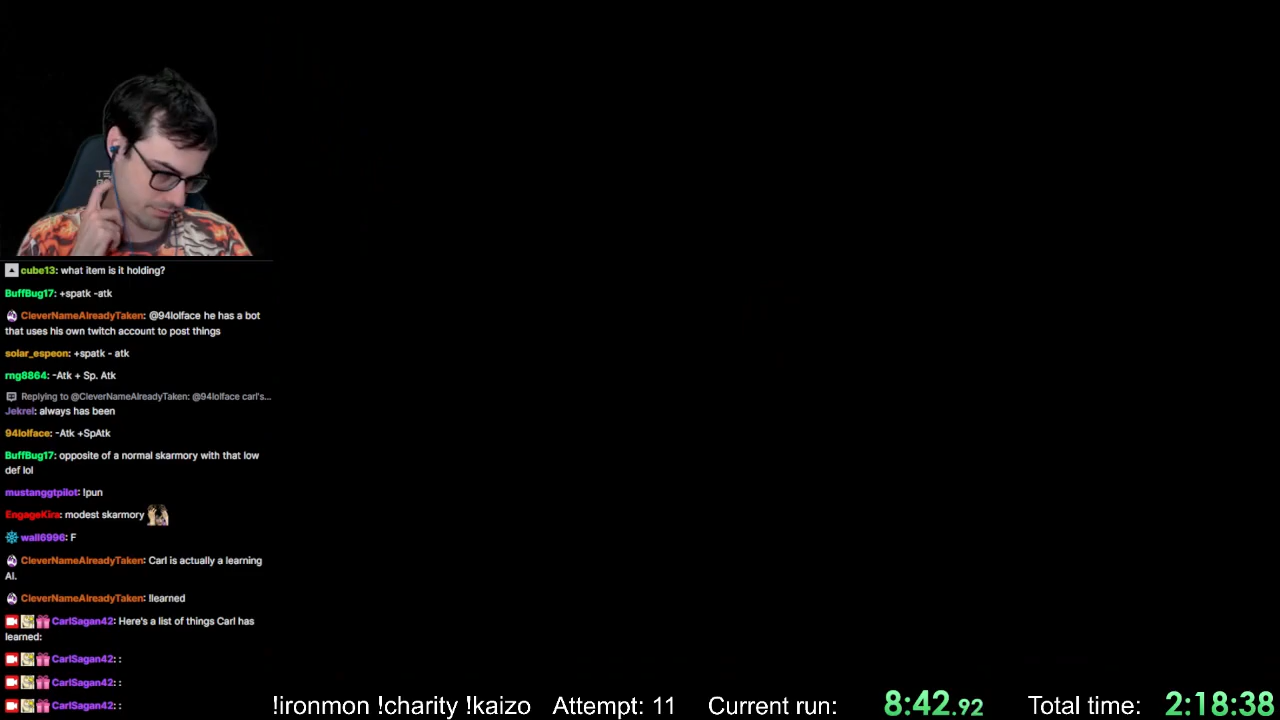 cube13: what item is it holding?
BuffBug17: +spatk -atk
CleverNameAlreadyTaken: @94lolface he has a bot
that uses his own twitch account to post things
solar_espeon: +spatk - atk
rng8864: -Atk + Sp. Atk
Replying to @CleverNameAlreadyTaken: @94lolface carl's...
Jekrel: always has been
94lolface: -Atk +SpAtk
BuffBug17: opposite of a normal skarmory with that low
def lol
mustanggtpilot: !pun
EngageKira: modest skarmory
wall6996: F
CleverNameAlreadyTaken: Carl is actually a learning
AI.
CleverNameAlreadyTaken: !learned
CarlSagan42: Here's a list of things Carl has
learned:
CarlSagan42: :
CarlSagan42: :
CarlSagan42: :
!ironmon !charity !kaizo Attempt: 11 Current run: 8:42.92 Total time: 2:18:38